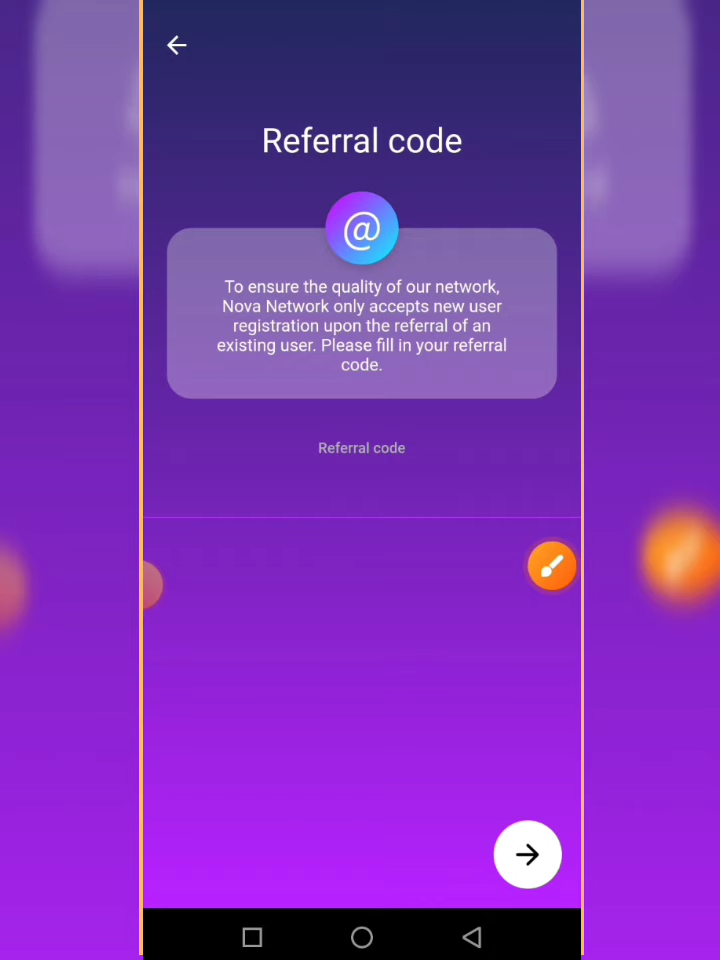 Referral code
@
To ensure the quality of our network,
Nova Network only accepts new user
registration upon the referral of an
existing user. Please fill in your referral
code.
Referral code